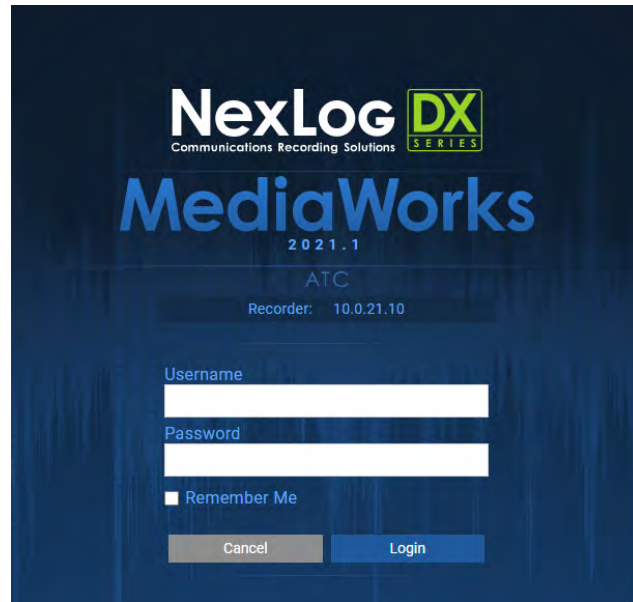 NexLog DX
Communications Recording Solutions SERIES
MediaWorks
2021.1
ATC
Recorder: 10.0.21.10
Username
Password
Remember Me
Cancel Login